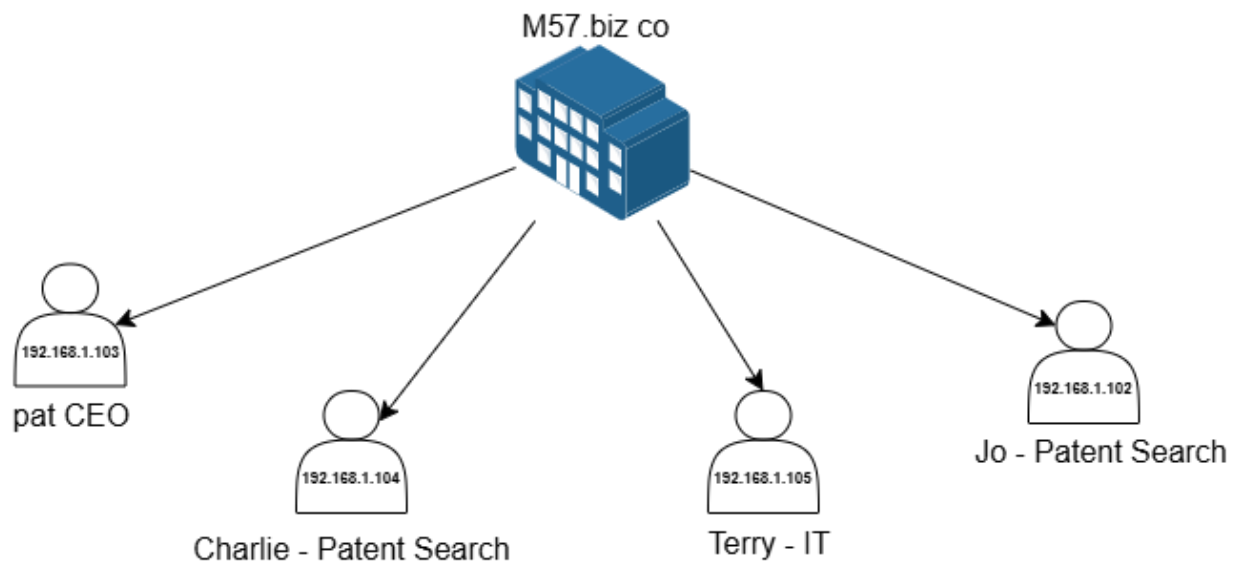 M57.biz co
192.168.1.103
pat CEO
192.168.1.104
Charlie - Patent Search
192.168.1.105
Terry - IT
192.168.1.102
Jo - Patent Search